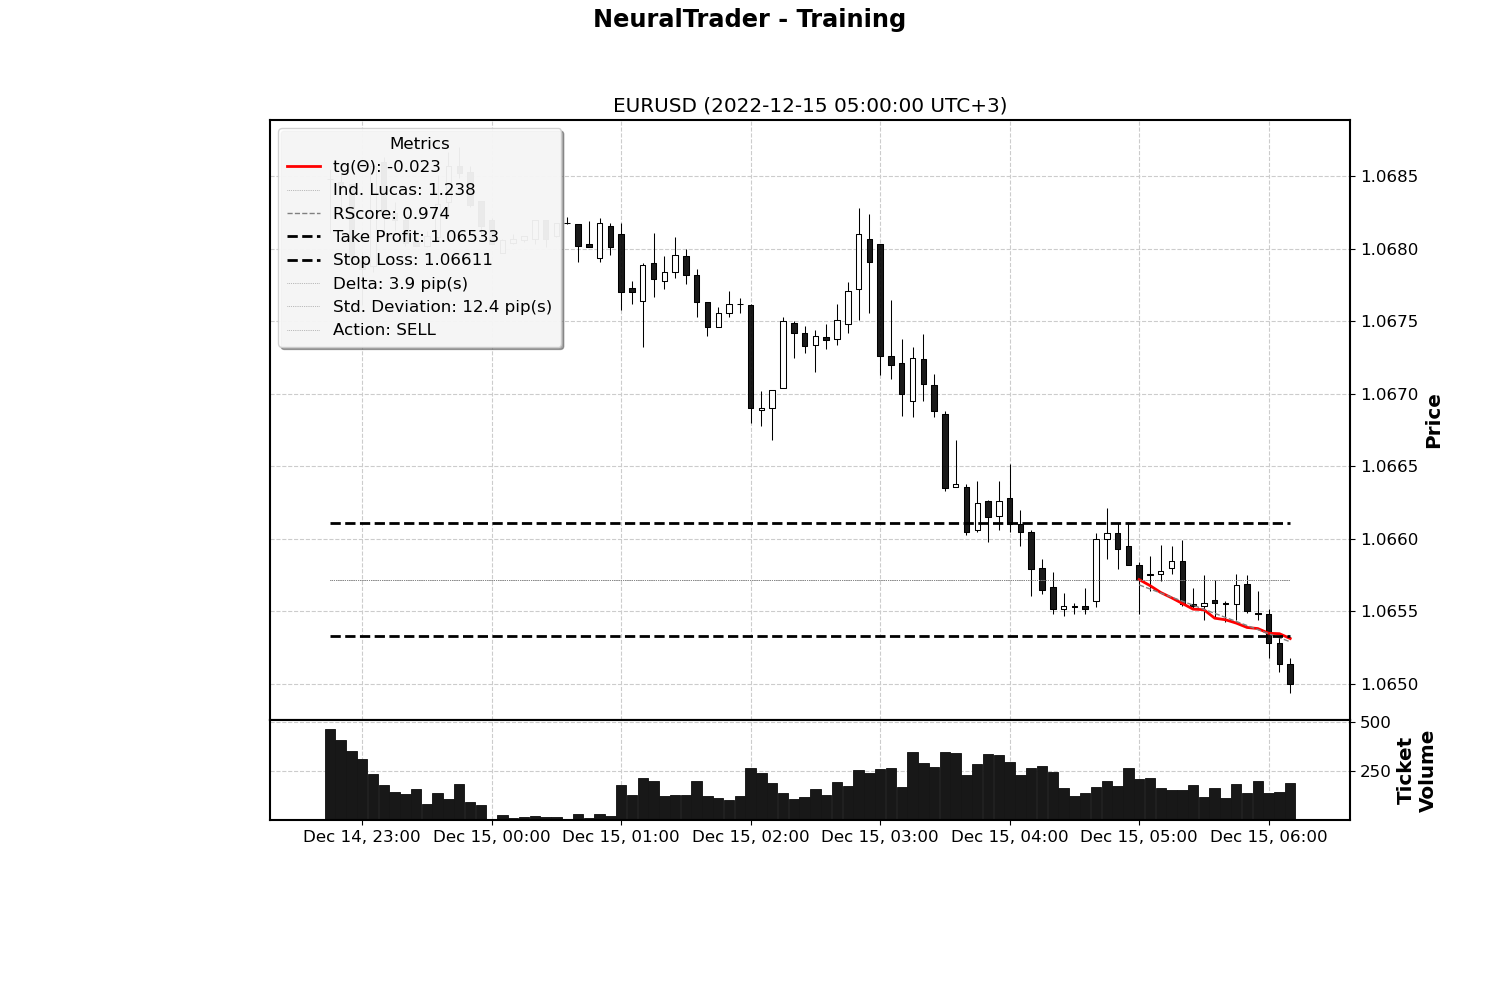 NeuralTrader - Training
EURUSD (2022-12-15 05:00:00 UTC+3)
Metrics
tg(Θ): -0.023
Ind. Lucas: 1.238
RScore: 0.974
Take Profit: 1.06533
Stop Loss: 1.06611
Delta: 3.9 pip(s)
Std. Deviation: 12.4 pip(s)
Action: SELL
1.0685
1.0680
1.0675
1.0670
1.0665
1.0660
1.0655
1.0650
Price
500
250
Ticket
Volume
Dec 14, 23:00 Dec 15, 00:00 Dec 15, 01:00 Dec 15, 02:00 Dec 15, 03:00 Dec 15, 04:00 Dec 15, 05:00 Dec 15, 06:00